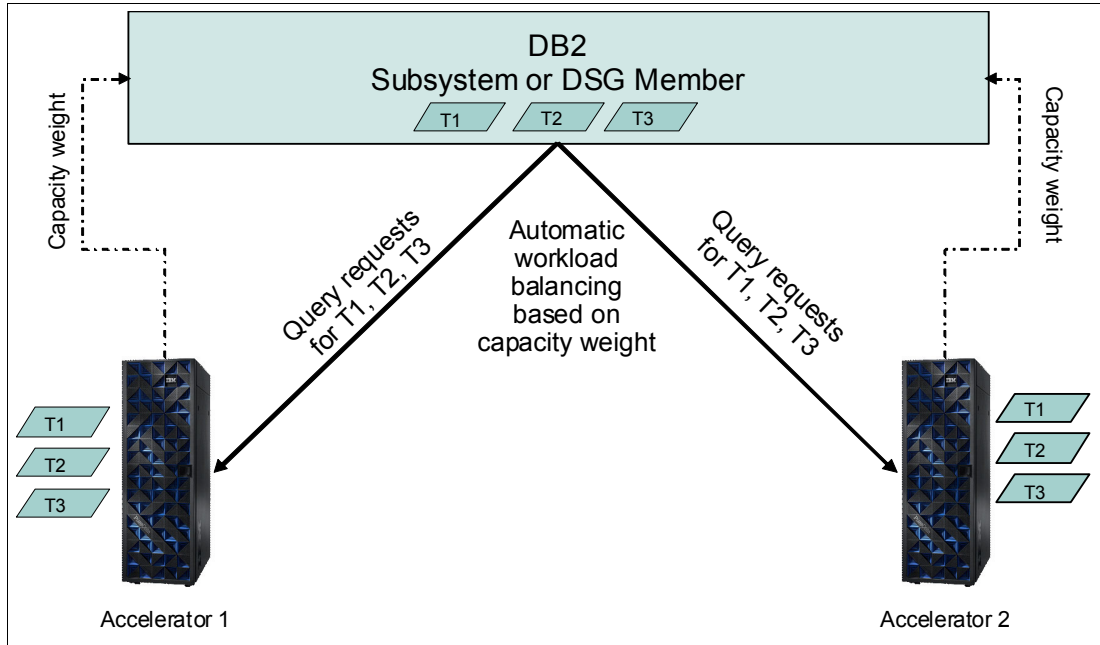 DB2
Subsystem or DSG Member
T1
T2
T3
Capacity weight
Capacity weight
Query requests
for T1, T2, T3
Automatic
workload
balancing
based on
capacity weight
Query requests
for T1, T2, T3
IBM
IBM
T1
T2
T3
T1
T2
T3
Accelerator 1
Accelerator 2